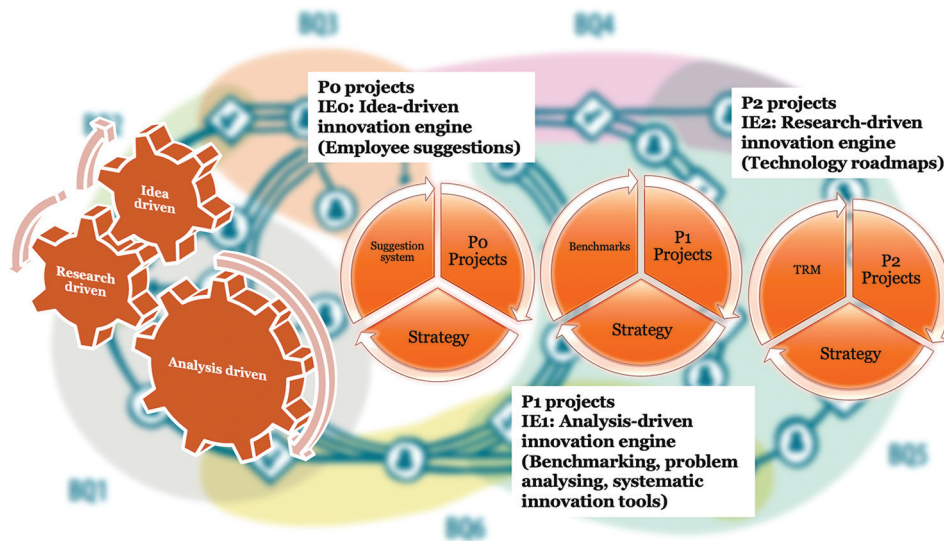 BQ3
BQ4
P0 projects
IE0: Idea-driven
innovation engine
(Employee suggestions)
P2 projects
IE2: Research-driven
innovation engine
(Technology roadmaps)
Idea
driven
Research
driven
Analysis driven
Suggestion
system
P0
Projects
Strategy
Benchmarks
P1
Projects
Strategy
TRM
P2
Projects
Strategy
P1 projects
IE1: Analysis-driven
innovation engine
(Benchmarking, problem
analysing, systematic
innovation tools)
BQ1
BQ5
BQ6